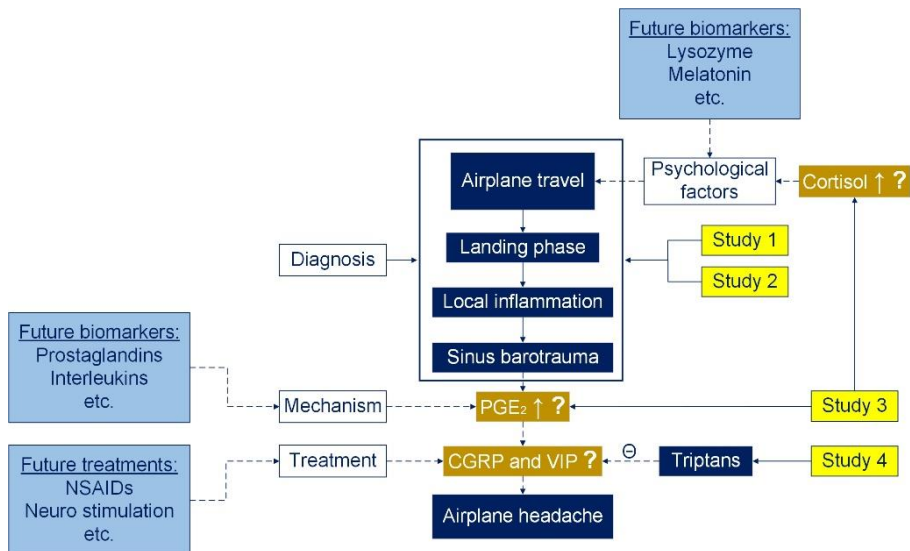 Future biomarkers:
Lysozyme
Melatonin
etc.
Airplane travel
Psychological
factors
Cortisol ↑ ?
Landing phase
Study 1
Diagnosis
Study 2
Local inflammation
Sinus barotrauma
Future biomarkers:
Prostaglandins
Interleukins
etc.
Mechanism
PGE₂ ↑ ?
Study 3
Future treatments:
NSAIDs
Neuro stimulation
etc.
Treatment
CGRP and VIP ?
⊖
Triptans
Study 4
Airplane headache